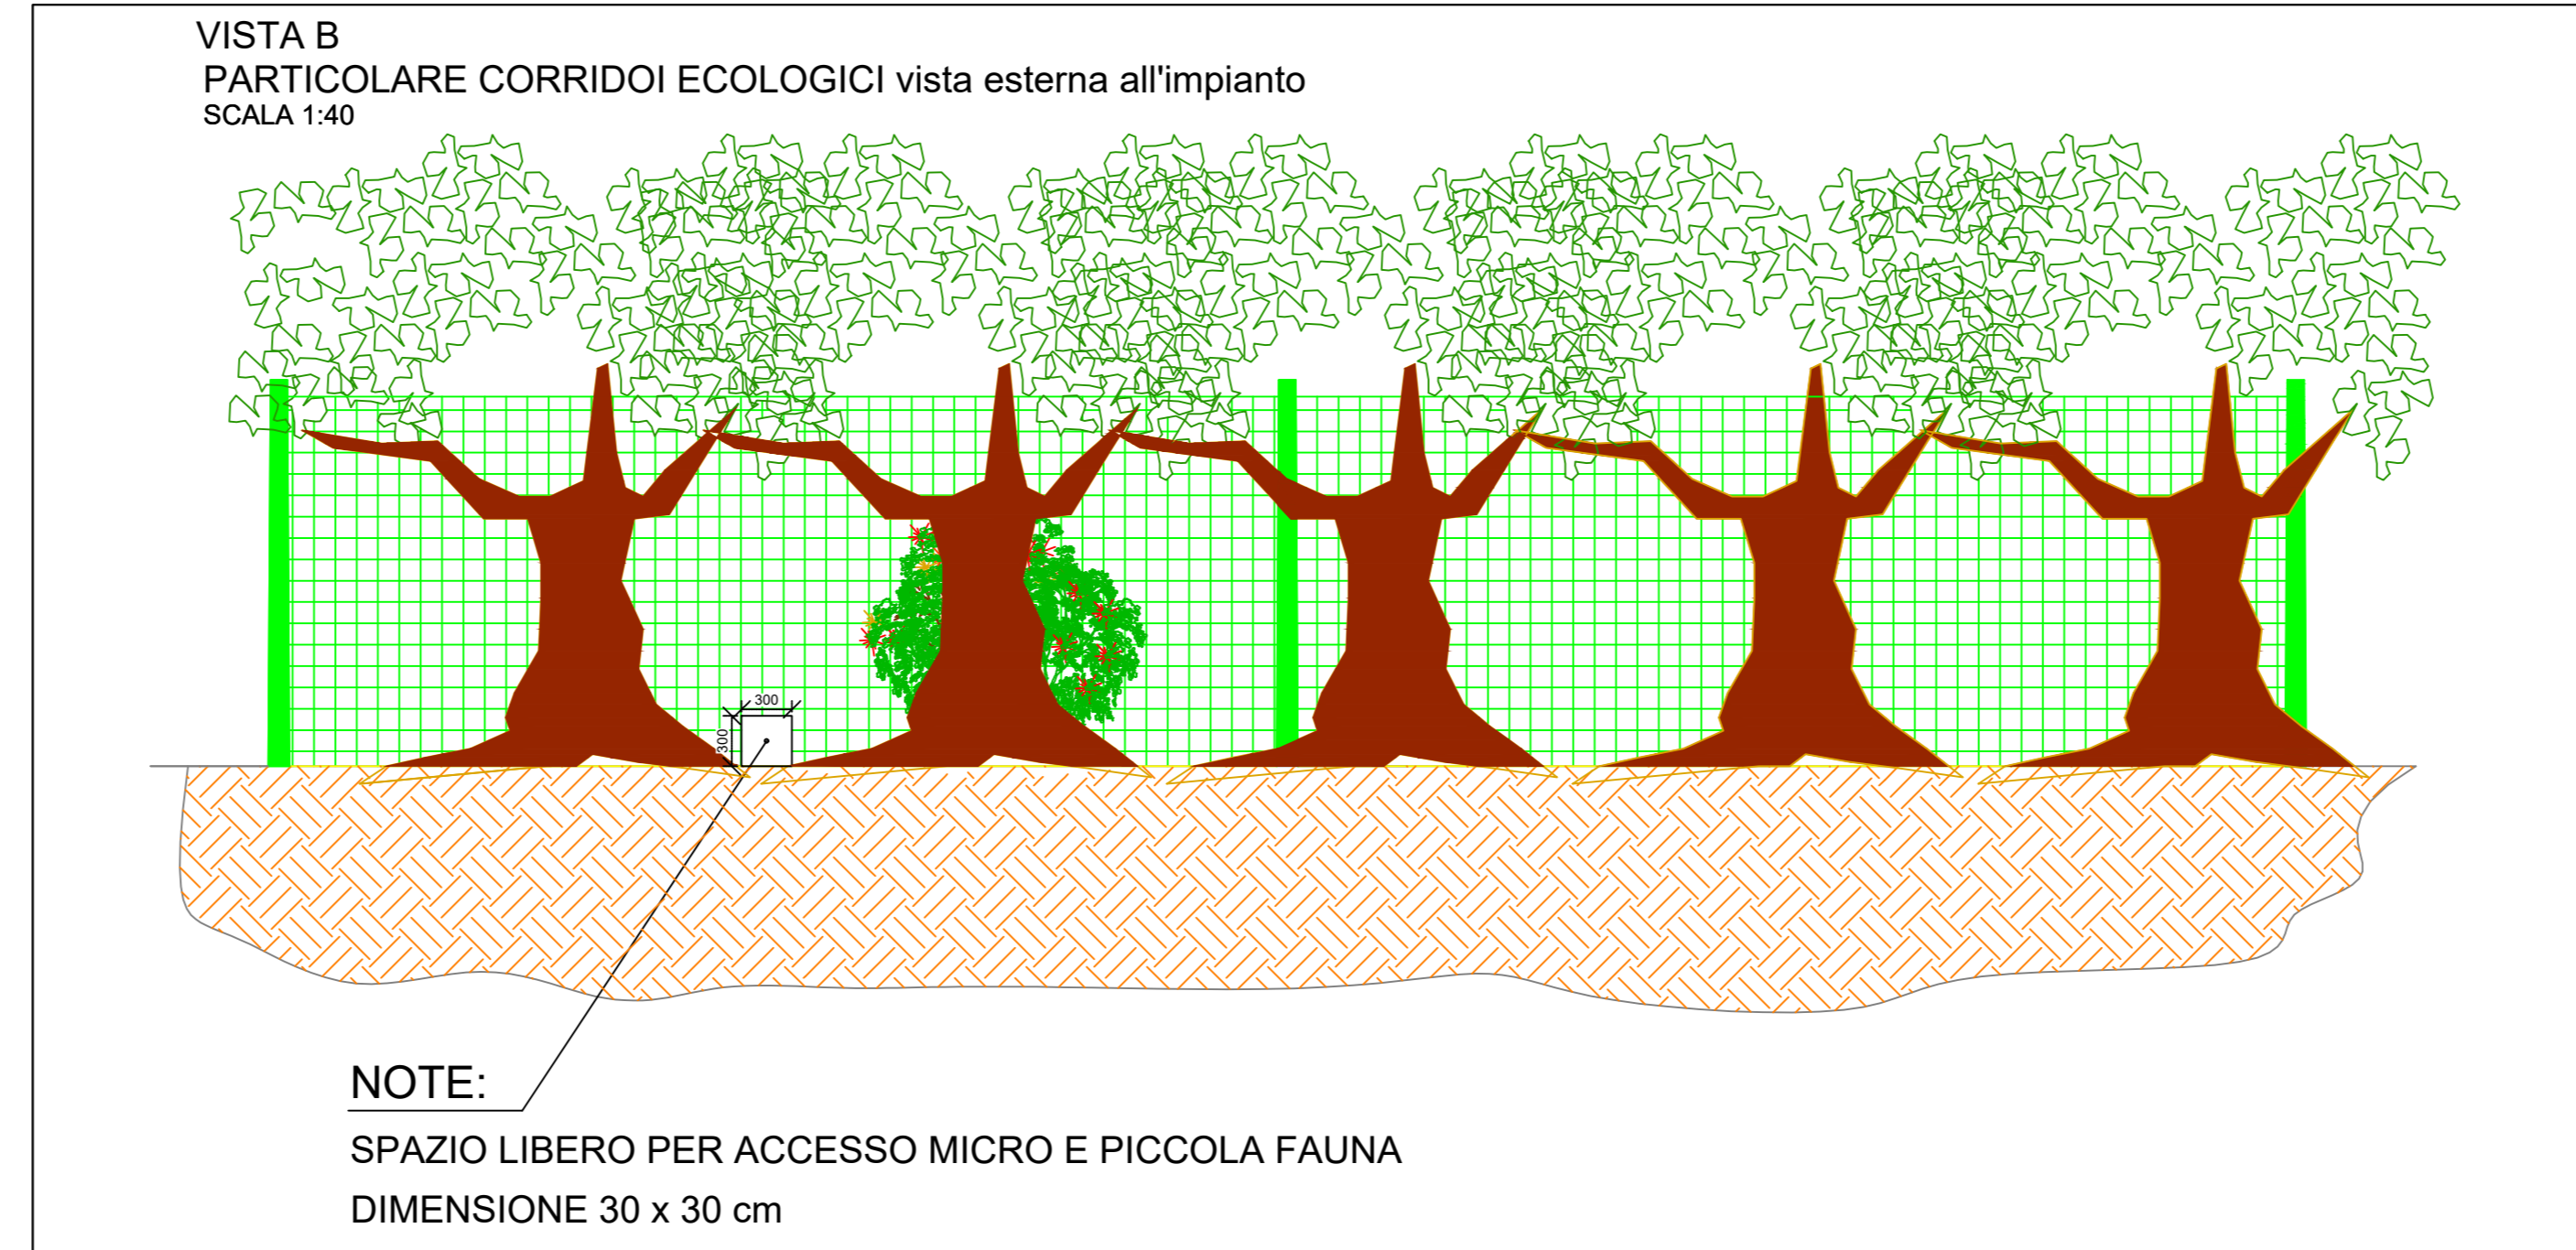 VISTA B
PARTICOLARE CORRIDOI ECOLOGICI vista esterna all'impianto
SCALA 1:40
300
300
NOTE:
SPAZIO LIBERO PER ACCESSO MICRO E PICCOLA FAUNA
DIMENSIONE 30 x 30 cm